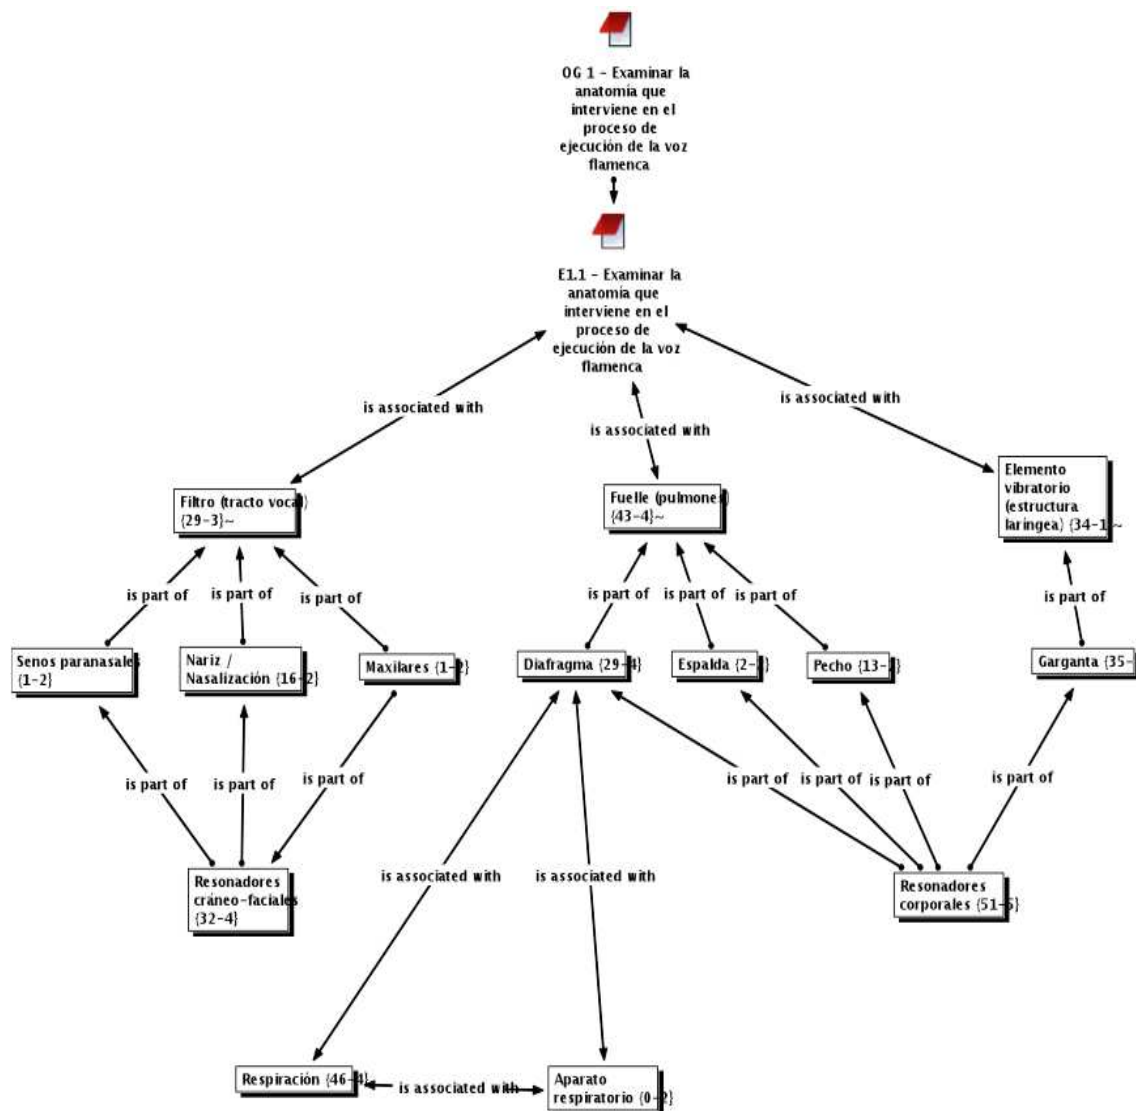 OG 1 - Examinar la
anatomía que
interviene en el
proceso de
ejecución de la voz
flamenca
E1.1 - Examinar la
anatomía que
interviene en el
proceso de
ejecución de la voz
flamenca
is associated with
is associated with
is associated with
Filtro (tracto vocal)
{29-3}~
Fuelle (pulmones)
{43-4}~
Elemento
vibratorio
(estructura
laríngea) {34-1}~
is part of
is part of
is part of
is part of
is part of
is part of
is part of
Senos paranasales
{1-2}
Nariz /
Nasalización {16-2}
Maxilares {1-2}
Diafragma {29-4}
Espalda {2-
Pecho {13-
Garganta {35-
is part of
is part of
is part of
is part of
is part of
is part of
is part of
Resonadores
cráneo-faciales
{32-4}
is associated with
is associated with
Resonadores
corporales {51-5}
Respiración {46-4}
is associated with
Aparato
respiratorio {0-2}